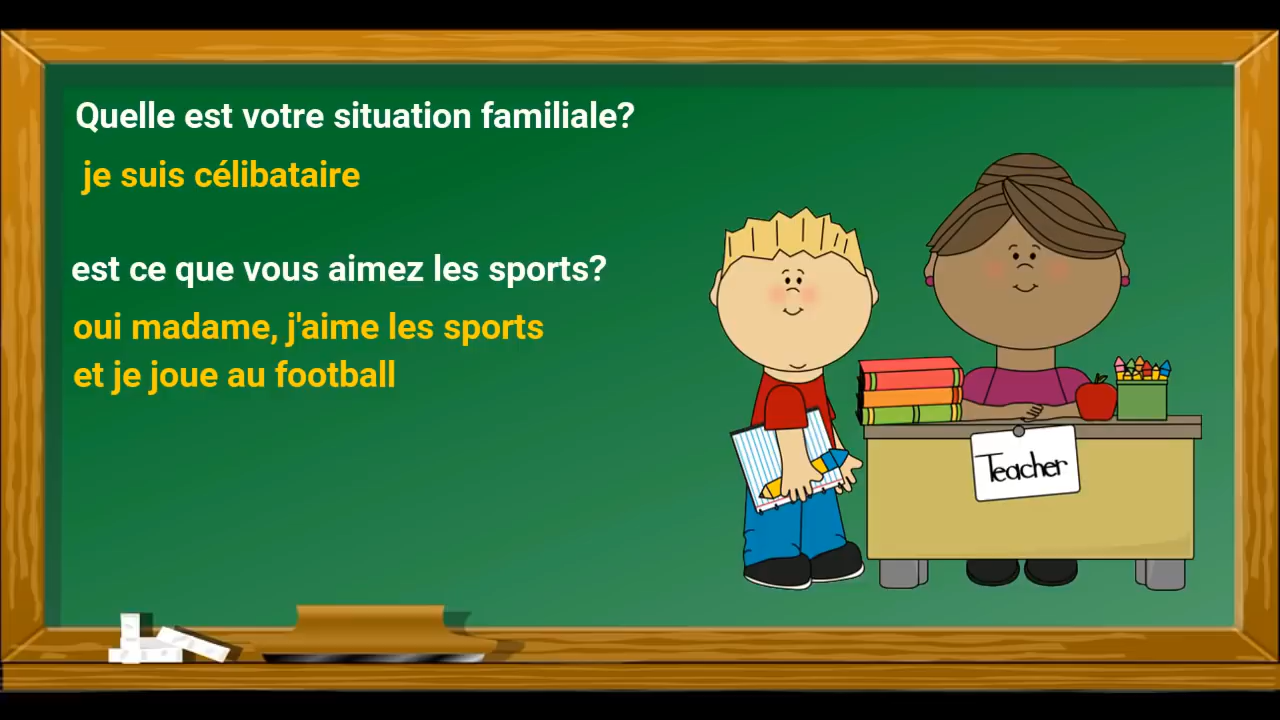 Quelle est votre situation familiale?
je suis célibataire
est ce que vous aimez les sports?
oui madame, j'aime les sports
et je joue au football
Teacher